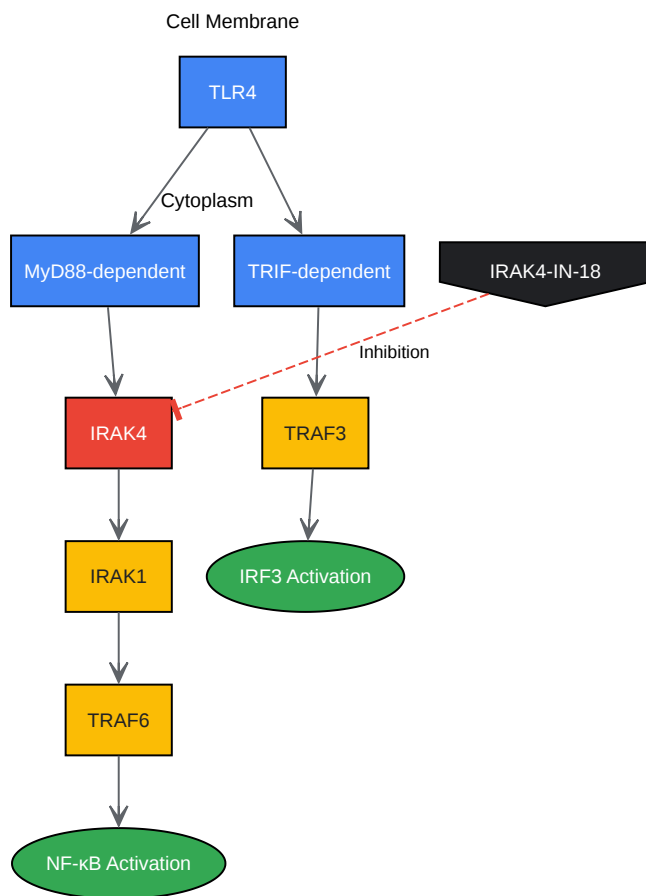 Cell Membrane
TLR4
Cytoplasm
MyD88-dependent
TRIF-dependent
IRAK4-IN-18
Inhibition
IRAK4
TRAF3
IRAK1
IRF3 Activation
TRAF6
NF-κB Activation